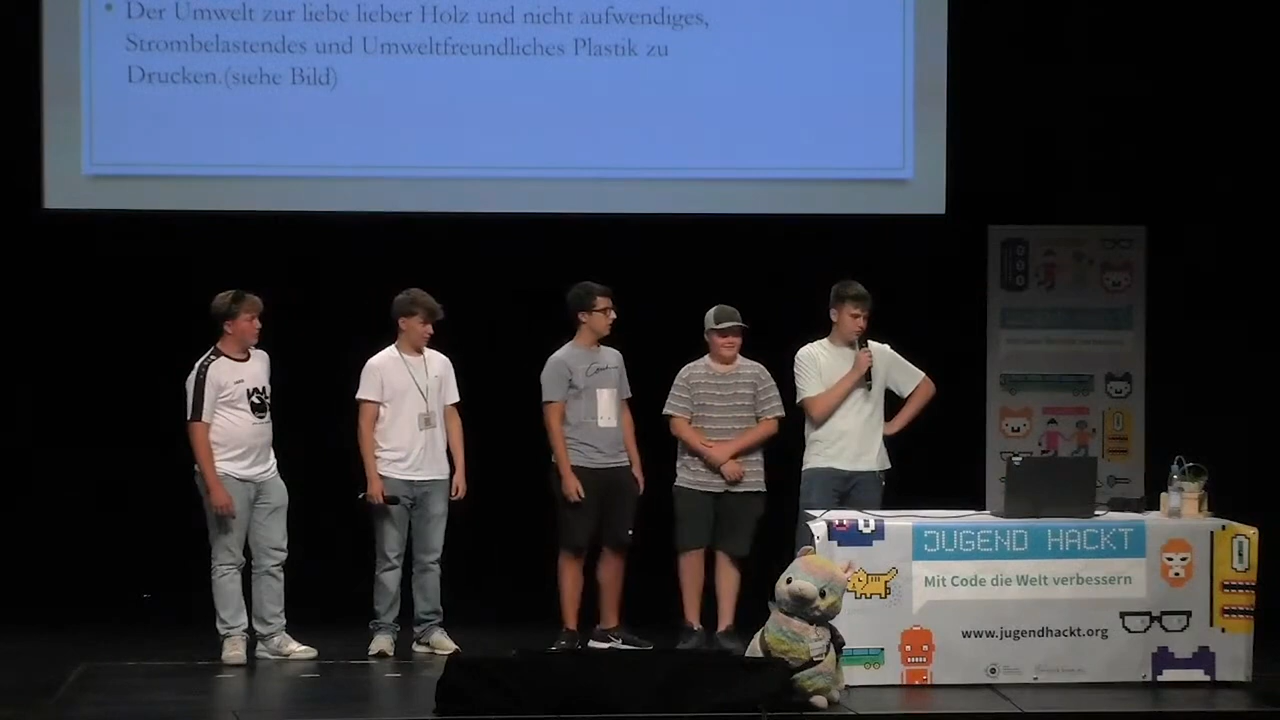 Der Umwelt zur liebe lieber Holz und nicht aufwendiges,
Strombelastendes und Umweltfreundliches Plastik zu
Drucken.(siehe Bild)
JUGEND HACKT
Mit Code die Welt verbessern
www.jugendhackt.org